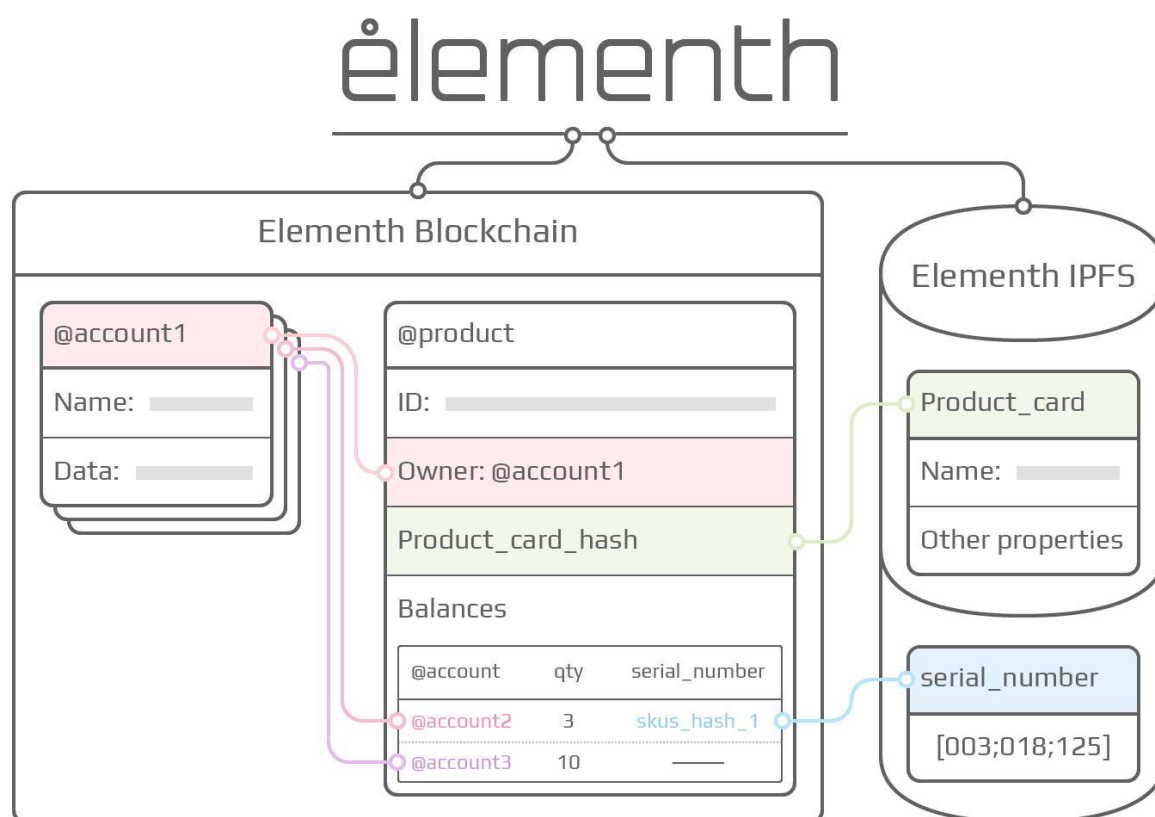 elementh
Elementh Blockchain
Elementh IPFS
@account1
Name:
Data:
@product
ID:
Owner: @account1
Product_card_hash
Balances
@account qty serial_number
@account2 3 skus_hash_1
@account3 10
Product_card
Name:
Other properties
serial_number
[003;018;125]